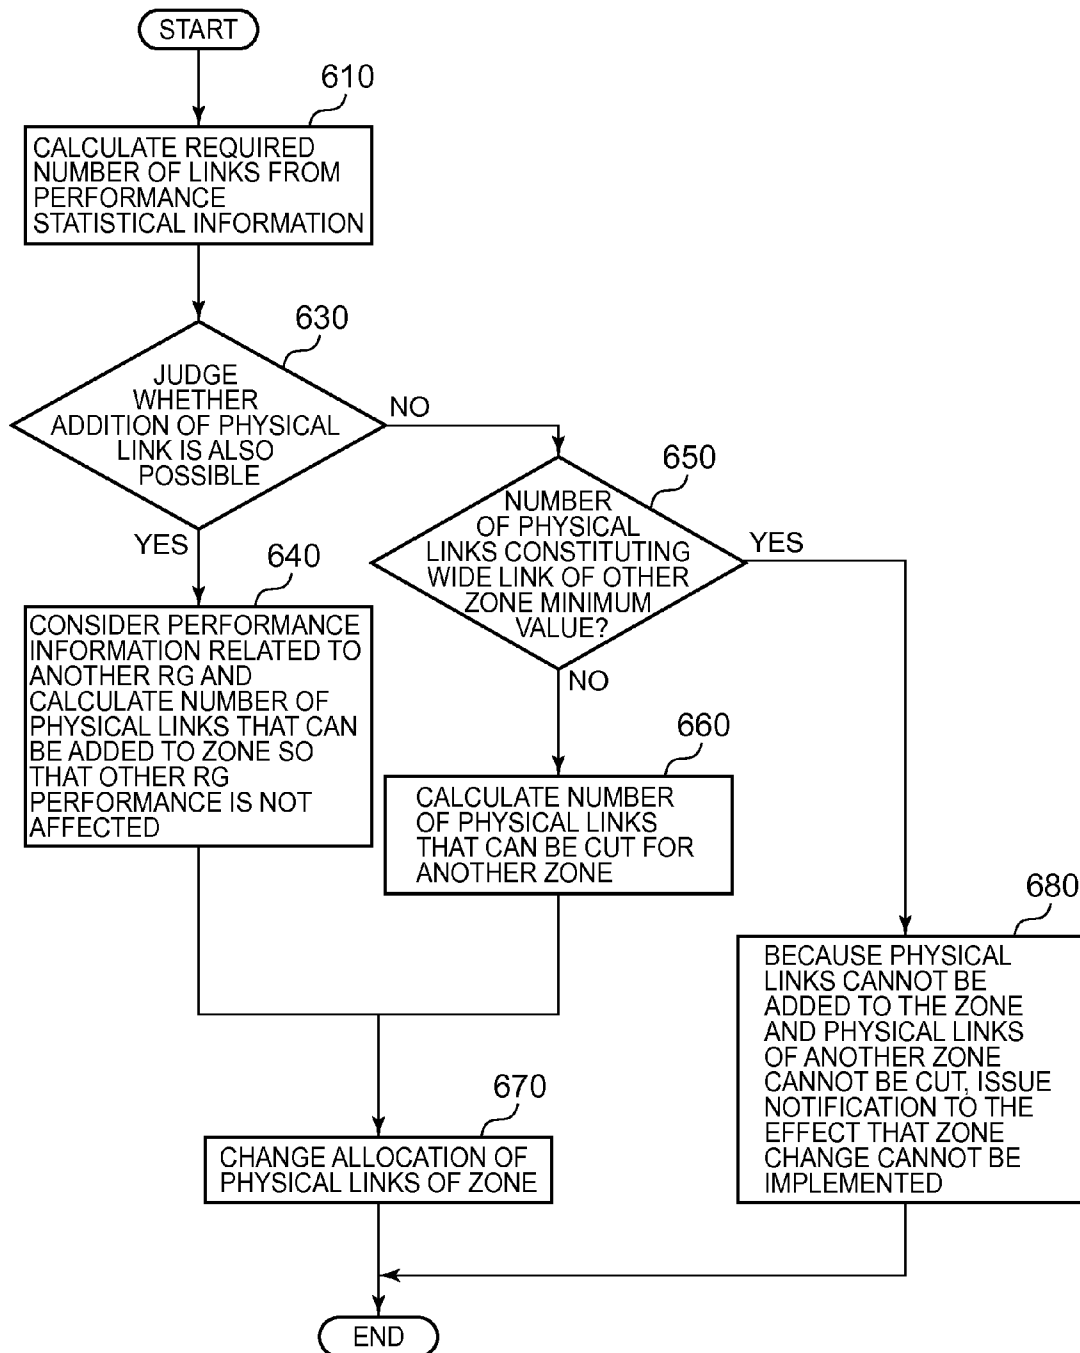 START
610
CALCULATE REQUIRED
NUMBER OF LINKS FROM
PERFORMANCE
STATISTICAL INFORMATION
630
JUDGE
WHETHER
ADDITION OF PHYSICAL
LINK IS ALSO
POSSIBLE
NO
YES
650
NUMBER
OF PHYSICAL
LINKS CONSTITUTING
WIDE LINK OF OTHER
ZONE MINIMUM
VALUE?
YES
NO
640
CONSIDER PERFORMANCE
INFORMATION RELATED TO
ANOTHER RG AND
CALCULATE NUMBER OF
PHYSICAL LINKS THAT CAN
BE ADDED TO ZONE SO
THAT OTHER RG
PERFORMANCE IS NOT
AFFECTED
660
CALCULATE NUMBER
OF PHYSICAL LINKS
THAT CAN BE CUT FOR
ANOTHER ZONE
680
BECAUSE PHYSICAL
LINKS CANNOT BE
ADDED TO THE ZONE
AND PHYSICAL LINKS
OF ANOTHER ZONE
CANNOT BE CUT, ISSUE
NOTIFICATION TO THE
EFFECT THAT ZONE
CHANGE CANNOT BE
IMPLEMENTED
670
CHANGE ALLOCATION OF
PHYSICAL LINKS OF ZONE
END